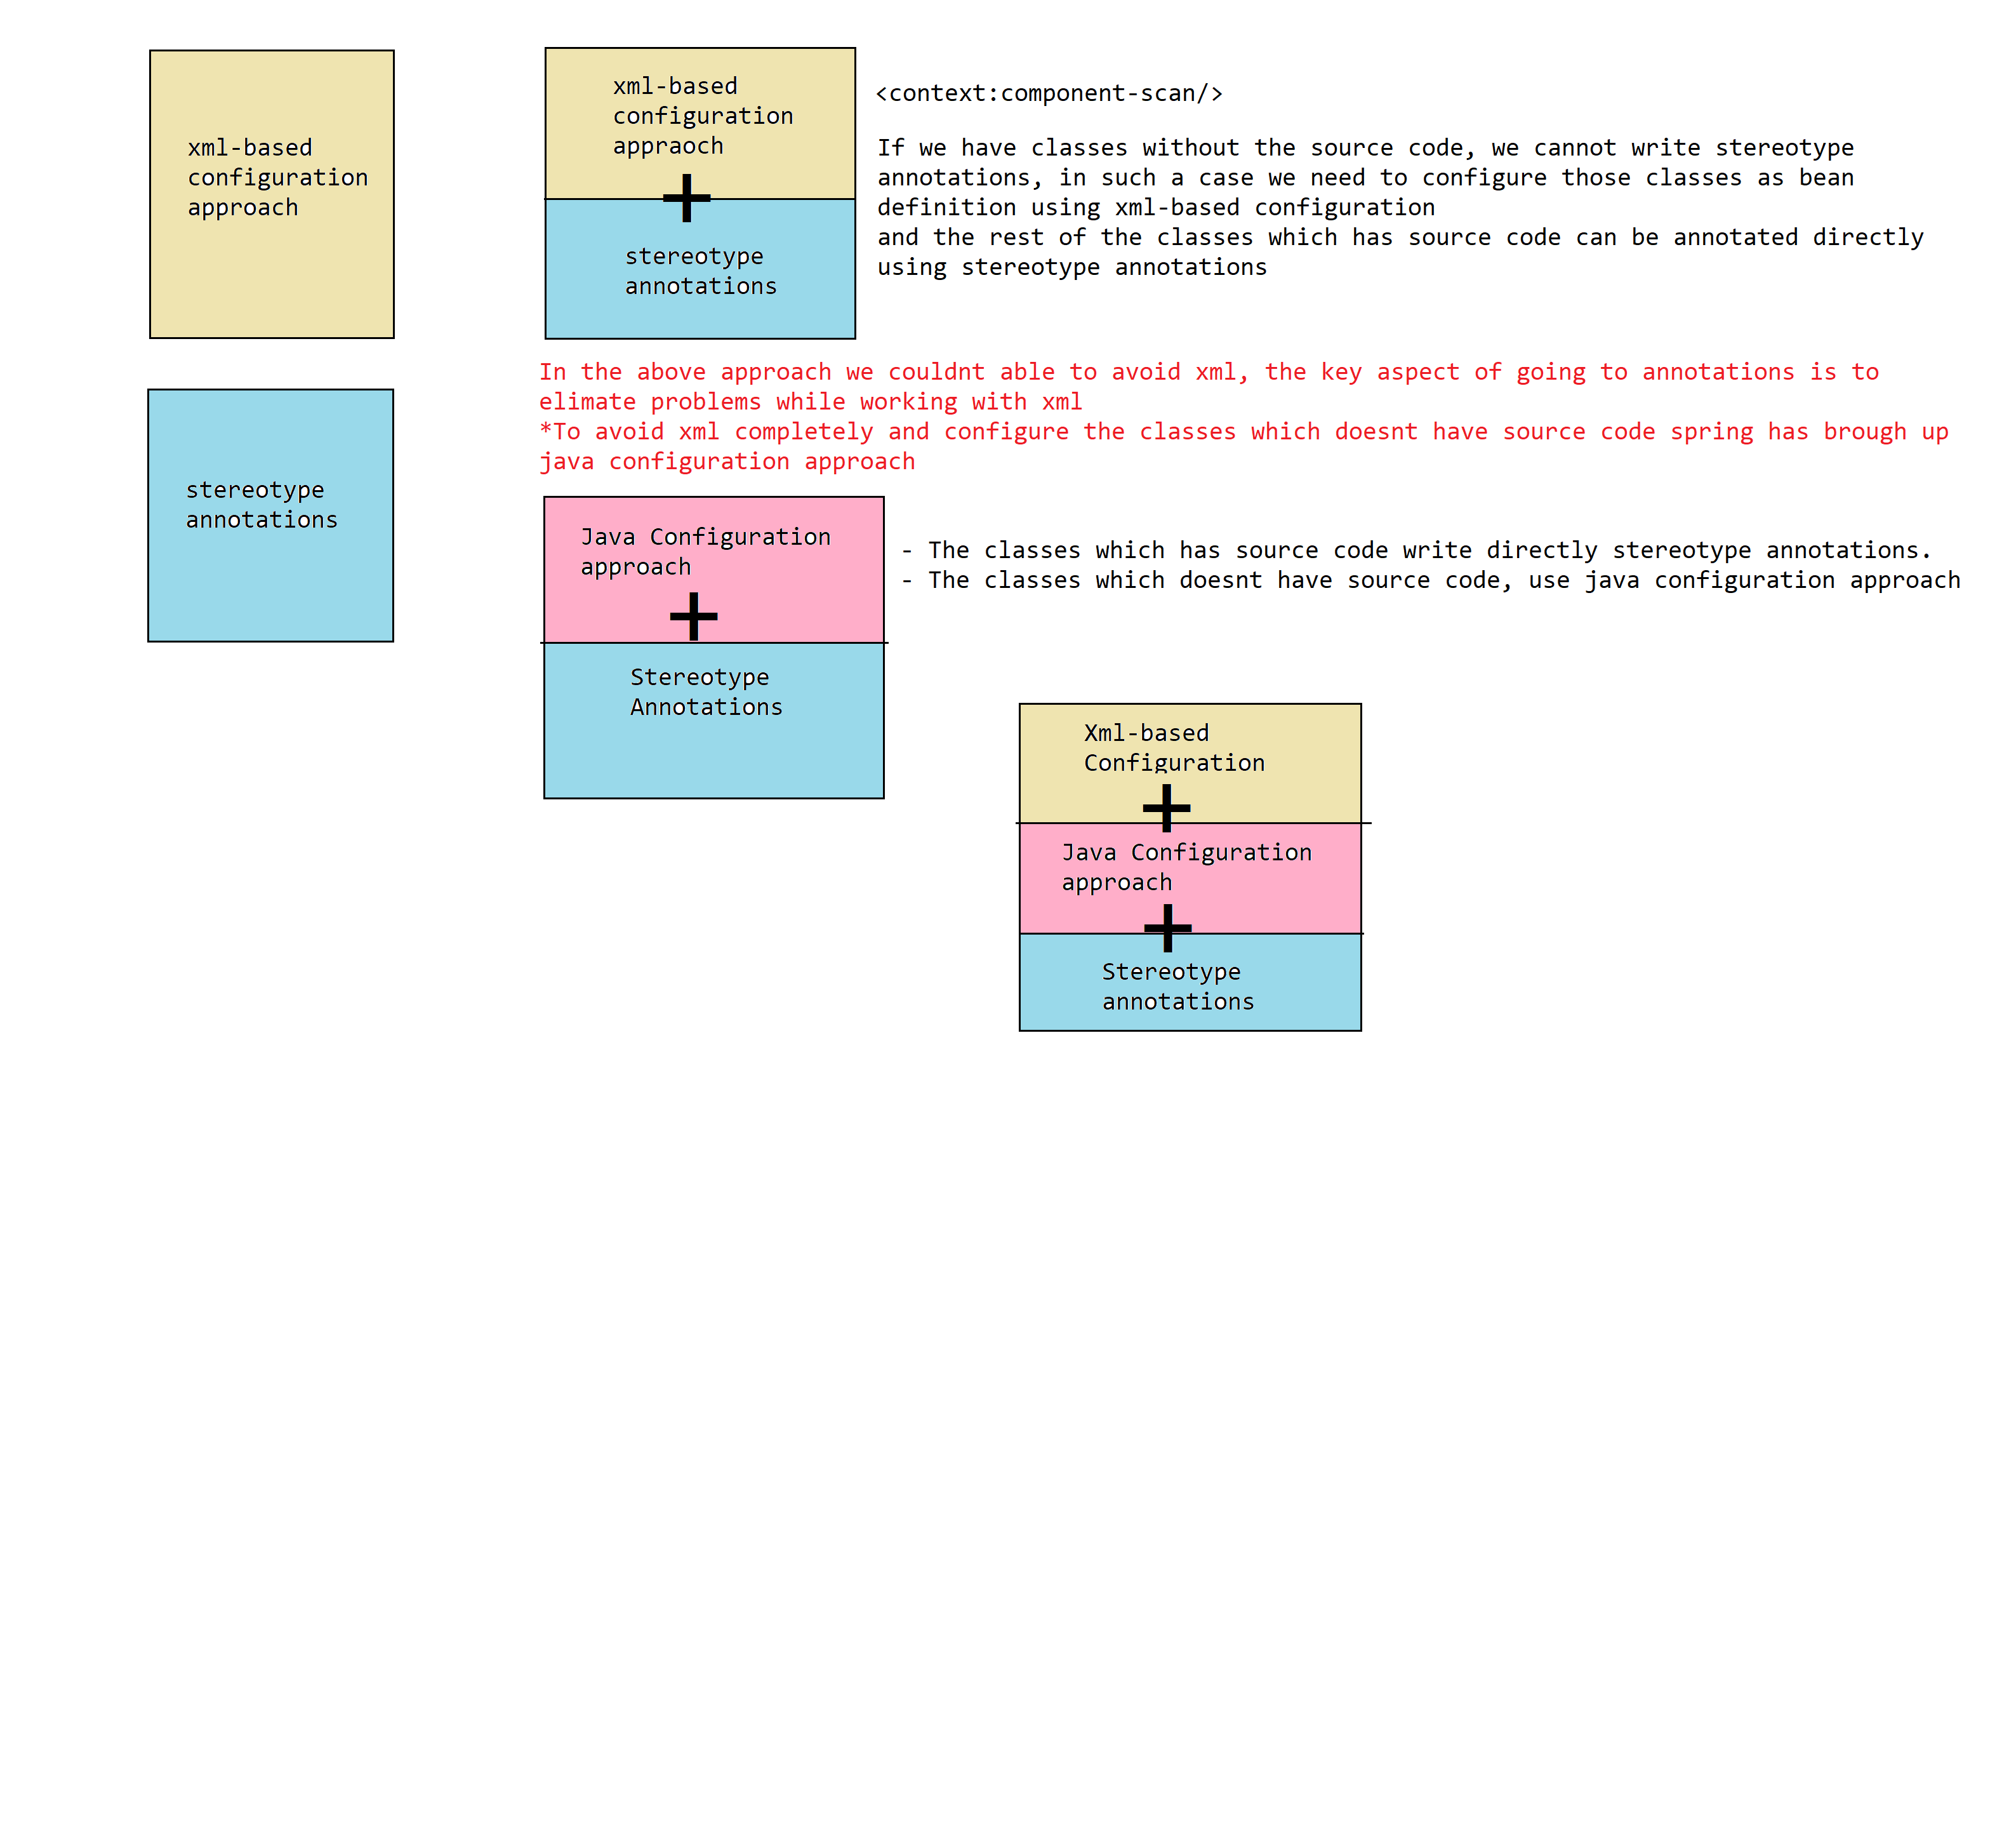 xml-based
configuration
approach
xml-based
configuration
appraoch
+
stereotype
annotations
<context:component-scan/>
If we have classes without the source code, we cannot write stereotype
annotations, in such a case we need to configure those classes as bean
definition using xml-based configuration
and the rest of the classes which has source code can be annotated directly
using stereotype annotations
In the above approach we couldnt able to avoid xml, the key aspect of going to annotations is to
elimate problems while working with xml
*To avoid xml completely and configure the classes which doesnt have source code spring has brough up
java configuration approach
stereotype
annotations
Java Configuration
approach
+
Stereotype
Annotations
- The classes which has source code write directly stereotype annotations.
- The classes which doesnt have source code, use java configuration approach
Xml-based
Configuration
+
Java Configuration
approach
+
Stereotype
annotations